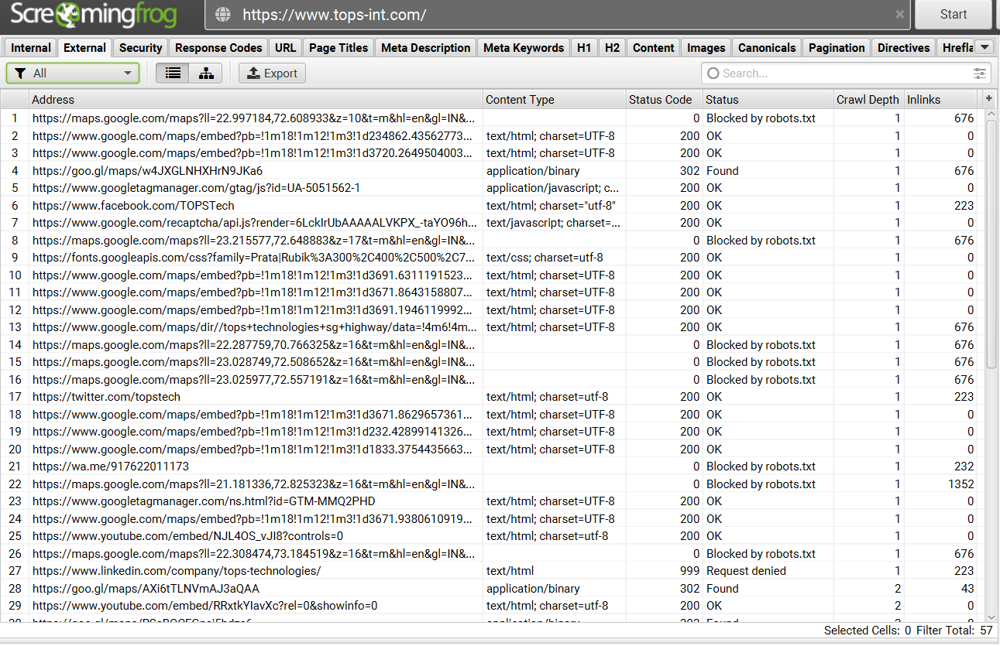 Screamingfrog https://www.tops-int.com/ × Start
Internal External Security Response Codes URL Page Titles Meta Description Meta Keywords H1 H2 Content Images Canonicals Pagination Directives Hrefla
All Export Search...
Address Content Type Status Code Status Crawl Depth Inlinks +
1 https://maps.google.com/maps?ll=22.997184,72.608933&z=10&t=m&hl=en&gl=IN&... 0 Blocked by robots.txt 1 676
2 https://www.google.com/maps/embed?pb=!1m18!1m12!1m3!1d234862.43562773... text/html; charset=UTF-8 200 OK 1 0
3 https://www.google.com/maps/embed?pb=!1m18!1m12!1m3!1d3720.2649504003... text/html; charset=UTF-8 200 OK 1 0
4 https://goo.gl/maps/w4JXGLNHXHrN9JKa6 application/binary 302 Found 1 676
5 https://www.googletagmanager.com/gtag/js?id=UA-5051562-1 application/javascript; c... 200 OK 1 0
6 https://www.facebook.com/TOPSTech text/html; charset="utf-8" 200 OK 1 223
7 https://www.google.com/recaptcha/api.js?render=6LckIrUbAAAAALVKPX_-taYO96h... text/javascript; charset=... 200 OK 1 0
8 https://maps.google.com/maps?ll=23.215577,72.648883&z=17&t=m&hl=en&gl=IN&... 0 Blocked by robots.txt 1 676
9 https://fonts.googleapis.com/css?family=Prata|Rubik%3A300%2C400%2C500%2C7... text/css; charset=utf-8 200 OK 1 0
10 https://www.google.com/maps/embed?pb=!1m18!1m12!1m3!1d3691.6311191523... text/html; charset=UTF-8 200 OK 1 0
11 https://www.google.com/maps/embed?pb=!1m18!1m12!1m3!1d3671.8643158807... text/html; charset=UTF-8 200 OK 1 0
12 https://www.google.com/maps/embed?pb=!1m18!1m12!1m3!1d3691.1946119992... text/html; charset=UTF-8 200 OK 1 0
13 https://www.google.com/maps/dir//tops+technologies+sg+highway/data=!4m6!4m... text/html; charset=UTF-8 200 OK 1 676
14 https://maps.google.com/maps?ll=22.287759,70.766325&z=16&t=m&hl=en&gl=IN&... 0 Blocked by robots.txt 1 676
15 https://maps.google.com/maps?ll=23.028749,72.508652&z=16&t=m&hl=en&gl=IN&... 0 Blocked by robots.txt 1 676
16 https://maps.google.com/maps?ll=23.025977,72.557191&z=16&t=m&hl=en&gl=IN&... 0 Blocked by robots.txt 1 676
17 https://twitter.com/topstech text/html; charset=utf-8 200 OK 1 223
18 https://www.google.com/maps/embed?pb=!1m18!1m12!1m3!1d3671.8629657361... text/html; charset=UTF-8 200 OK 1 0
19 https://www.google.com/maps/embed?pb=!1m18!1m12!1m3!1d232.42899141326... text/html; charset=UTF-8 200 OK 1 0
20 https://www.google.com/maps/embed?pb=!1m18!1m12!1m3!1d1833.3754435663... text/html; charset=UTF-8 200 OK 1 0
21 https://wa.me/917622011173 0 Blocked by robots.txt 1 232
22 https://maps.google.com/maps?ll=21.181336,72.825323&z=16&t=m&hl=en&gl=IN&... 0 Blocked by robots.txt 1 1352
23 https://www.googletagmanager.com/ns.html?id=GTM-MMQ2PHD text/html; charset=UTF-8 200 OK 1 0
24 https://www.google.com/maps/embed?pb=!1m18!1m12!1m3!1d3671.9380610919... text/html; charset=UTF-8 200 OK 1 0
25 https://www.youtube.com/embed/NJL4OS_vJI8?controls=0 text/html; charset=utf-8 200 OK 1 0
26 https://maps.google.com/maps?ll=22.308474,73.184519&z=16&t=m&hl=en&gl=IN&... 0 Blocked by robots.txt 1 676
27 https://www.linkedin.com/company/tops-technologies/ text/html 999 Request denied 1 223
28 https://goo.gl/maps/AXi6tTLNVmAJ3aQAA application/binary 302 Found 2 43
29 https://www.youtube.com/embed/RRxtkYIavXc?rel=0&showinfo=0 text/html; charset=utf-8 200 OK 2 0
Selected Cells: 0 Filter Total: 57